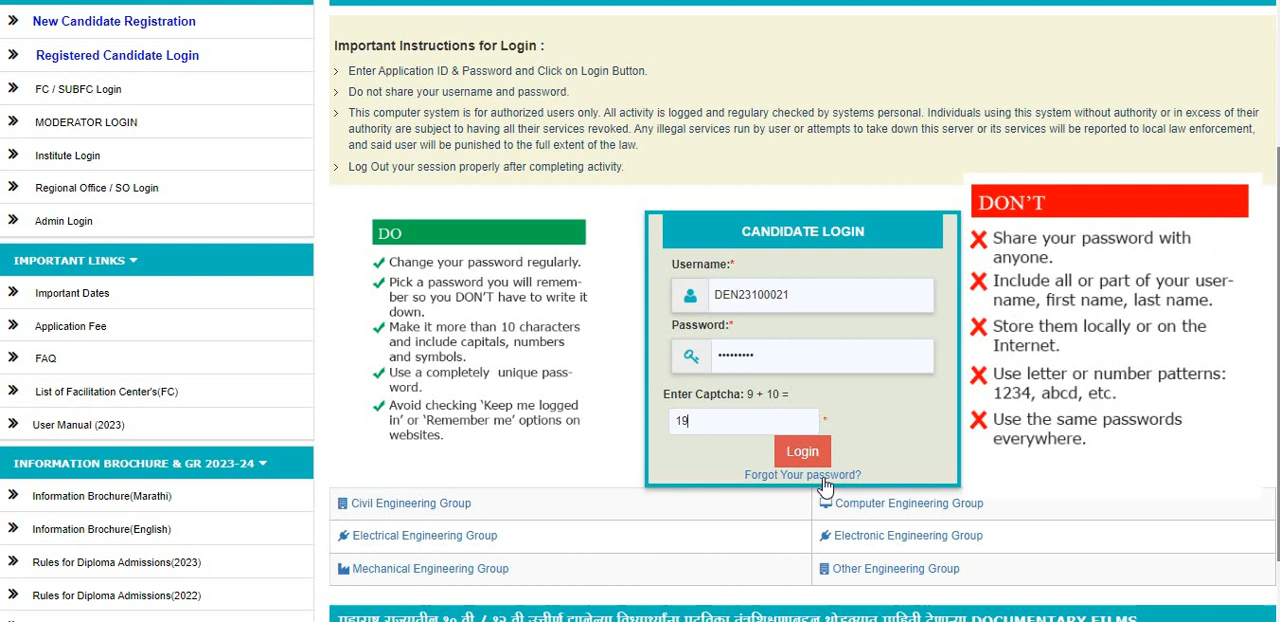 New Candidate Registration
Registered Candidate Login
FC / SUBFC Login
MODERATOR LOGIN
Institute Login
Regional Office / SO Login
Admin Login
IMPORTANT LINKS
Important Dates
Application Fee
FAQ
List of Facilitation Center's(FC)
User Manual (2023)
INFORMATION BROCHURE & GR 2023-24
Information Brochure(Marathi)
Information Brochure(English)
Rules for Diploma Admissions(2023)
Rules for Diploma Admissions(2022)
Important Instructions for Login :
Enter Application ID & Password and Click on Login Button.
Do not share your username and password.
This computer system is for authorized users only. All activity is logged and regulary checked by systems personal. Individuals using this system without authority or in excess of their
authority are subject to having all their services revoked. Any illegal services run by user or attempts to take down this server or its services will be reported to local law enforcement,
and said user will be punished to the full extent of the law.
Log Out your session properly after completing activity.
DO
Change your password regularly.
Pick a password you will remem-
ber so you DON'T have to write it
down.
Make it more than 10 characters
and include capitals, numbers
and symbols.
Use a completely unique pass-
word.
Avoid checking 'Keep me logged
in' or 'Remember me' options on
websites.
CANDIDATE LOGIN
Username:*
DEN23100021
Password:*
•••••••••
Enter Captcha: 9 + 10 =
19
*
Login
Forgot Your password?
DON'T
Share your password with
anyone.
Include all or part of your user-
name, first name, last name.
Store them locally or on the
Internet.
Use letter or number patterns:
1234, abcd, etc.
Use the same passwords
everywhere.
Civil Engineering Group
Computer Engineering Group
Electrical Engineering Group
Electronic Engineering Group
Mechanical Engineering Group
Other Engineering Group
DOCUMENTARY FILMS